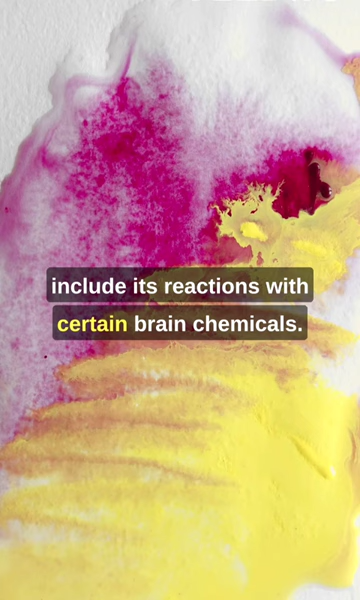 include its reactions with
certain brain chemicals.